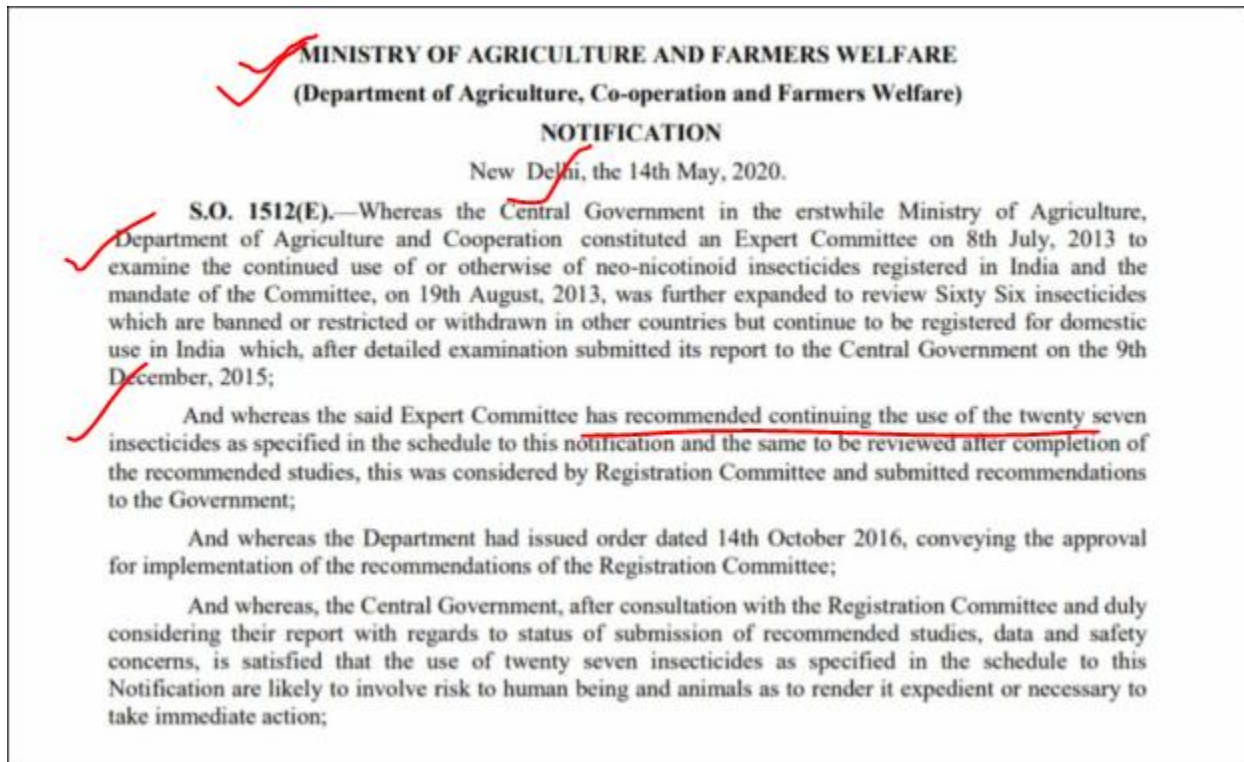 MINISTRY OF AGRICULTURE AND FARMERS WELFARE
(Department of Agriculture, Co-operation and Farmers Welfare)
NOTIFICATION
New Delhi, the 14th May, 2020.
S.O. 1512(E).—Whereas the Central Government in the erstwhile Ministry of Agriculture,
Department of Agriculture and Cooperation constituted an Expert Committee on 8th July, 2013 to
examine the continued use of or otherwise of neo-nicotinoid insecticides registered in India and the
mandate of the Committee, on 19th August, 2013, was further expanded to review Sixty Six insecticides
which are banned or restricted or withdrawn in other countries but continue to be registered for domestic
use in India which, after detailed examination submitted its report to the Central Government on the 9th
December, 2015;
And whereas the said Expert Committee has recommended continuing the use of the twenty seven
insecticides as specified in the schedule to this notification and the same to be reviewed after completion of
the recommended studies, this was considered by Registration Committee and submitted recommendations
to the Government;
And whereas the Department had issued order dated 14th October 2016, conveying the approval
for implementation of the recommendations of the Registration Committee;
And whereas, the Central Government, after consultation with the Registration Committee and duly
considering their report with regards to status of submission of recommended studies, data and safety
concerns, is satisfied that the use of twenty seven insecticides as specified in the schedule to this
Notification are likely to involve risk to human being and animals as to render it expedient or necessary to
take immediate action;